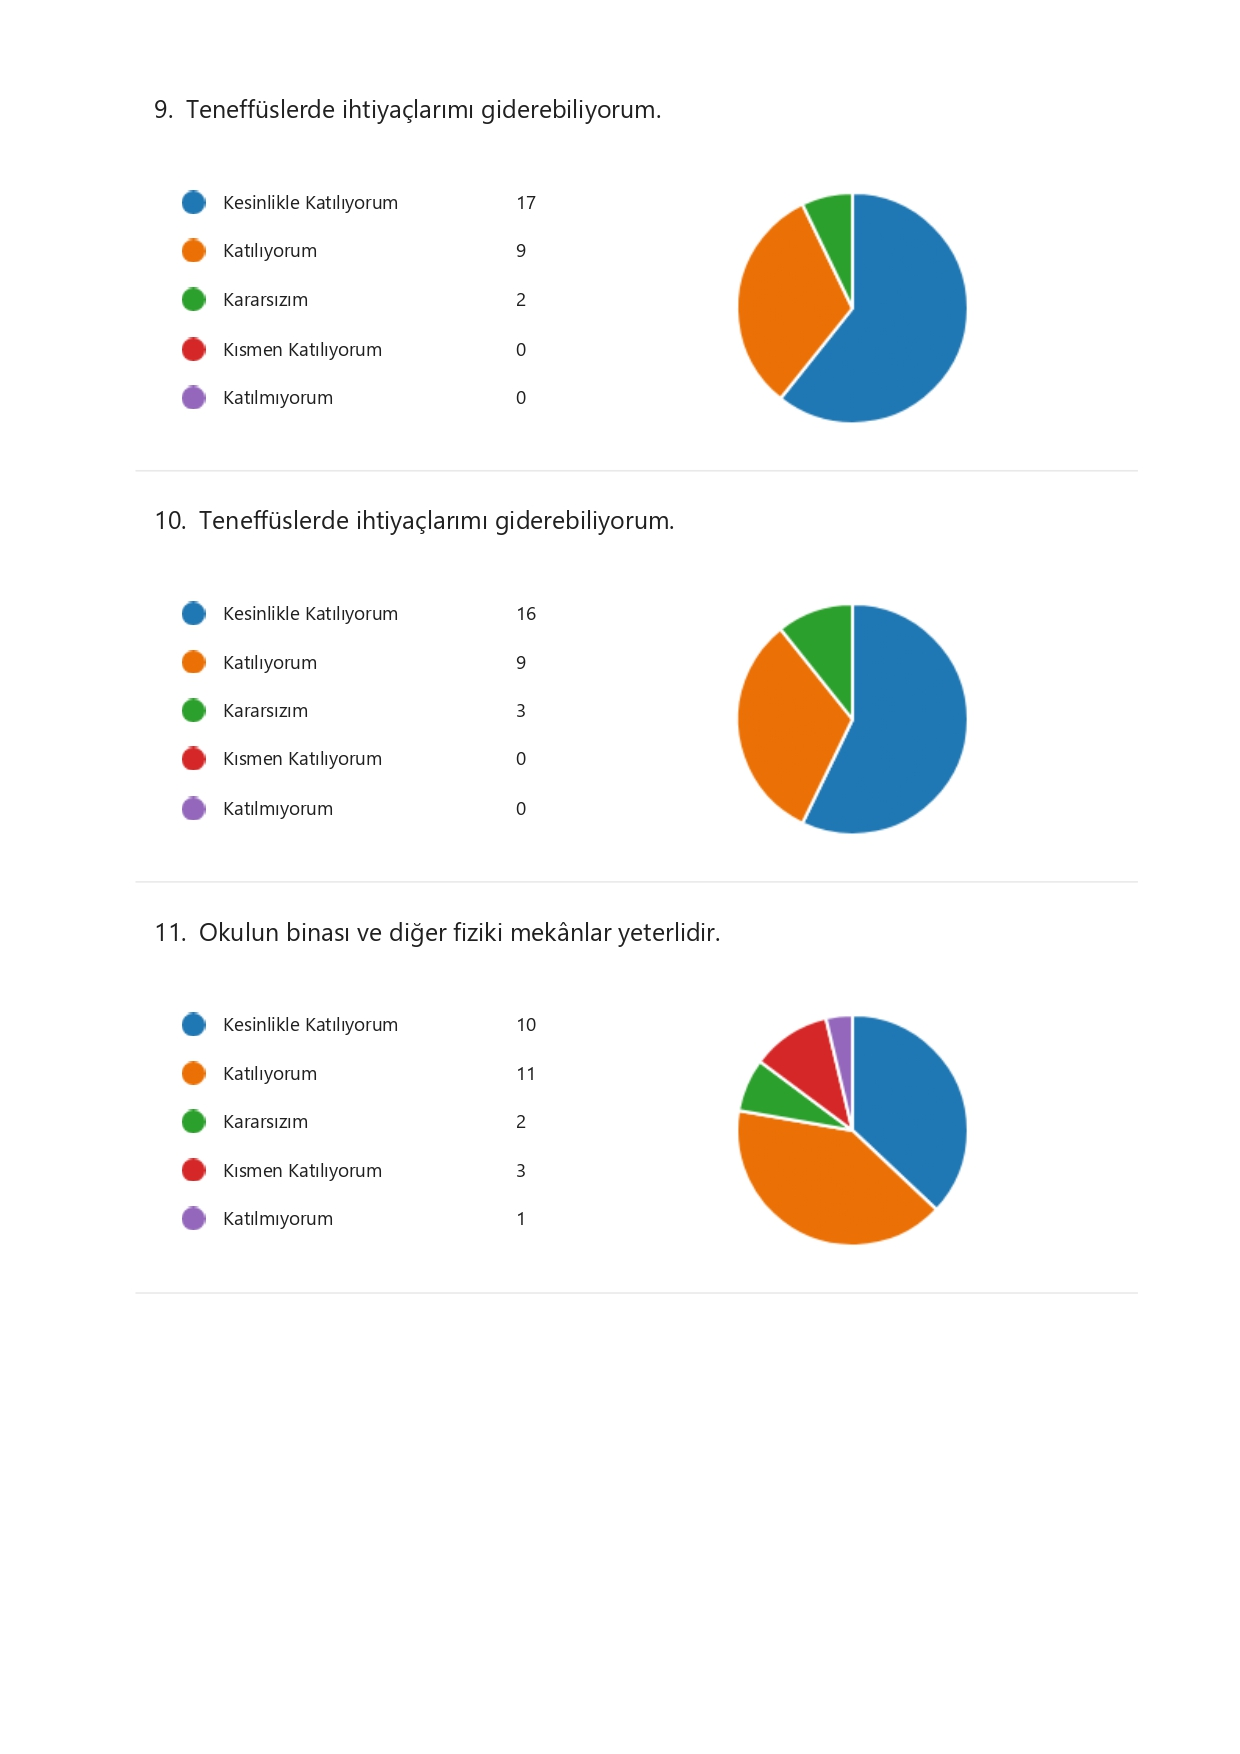 9. Teneffüslerde ihtiyaçlarımı giderebiliyorum.
Kesinlikle Katılıyorum 17
Katılıyorum 9
Kararsızım 2
Kısmen Katılıyorum 0
Katılmıyorum 0
10. Teneffüslerde ihtiyaçlarımı giderebiliyorum.
Kesinlikle Katılıyorum 16
Katılıyorum 9
Kararsızım 3
Kısmen Katılıyorum 0
Katılmıyorum 0
11. Okulun binası ve diğer fiziki mekânlar yeterlidir.
Kesinlikle Katılıyorum 10
Katılıyorum 11
Kararsızım 2
Kısmen Katılıyorum 3
Katılmıyorum 1